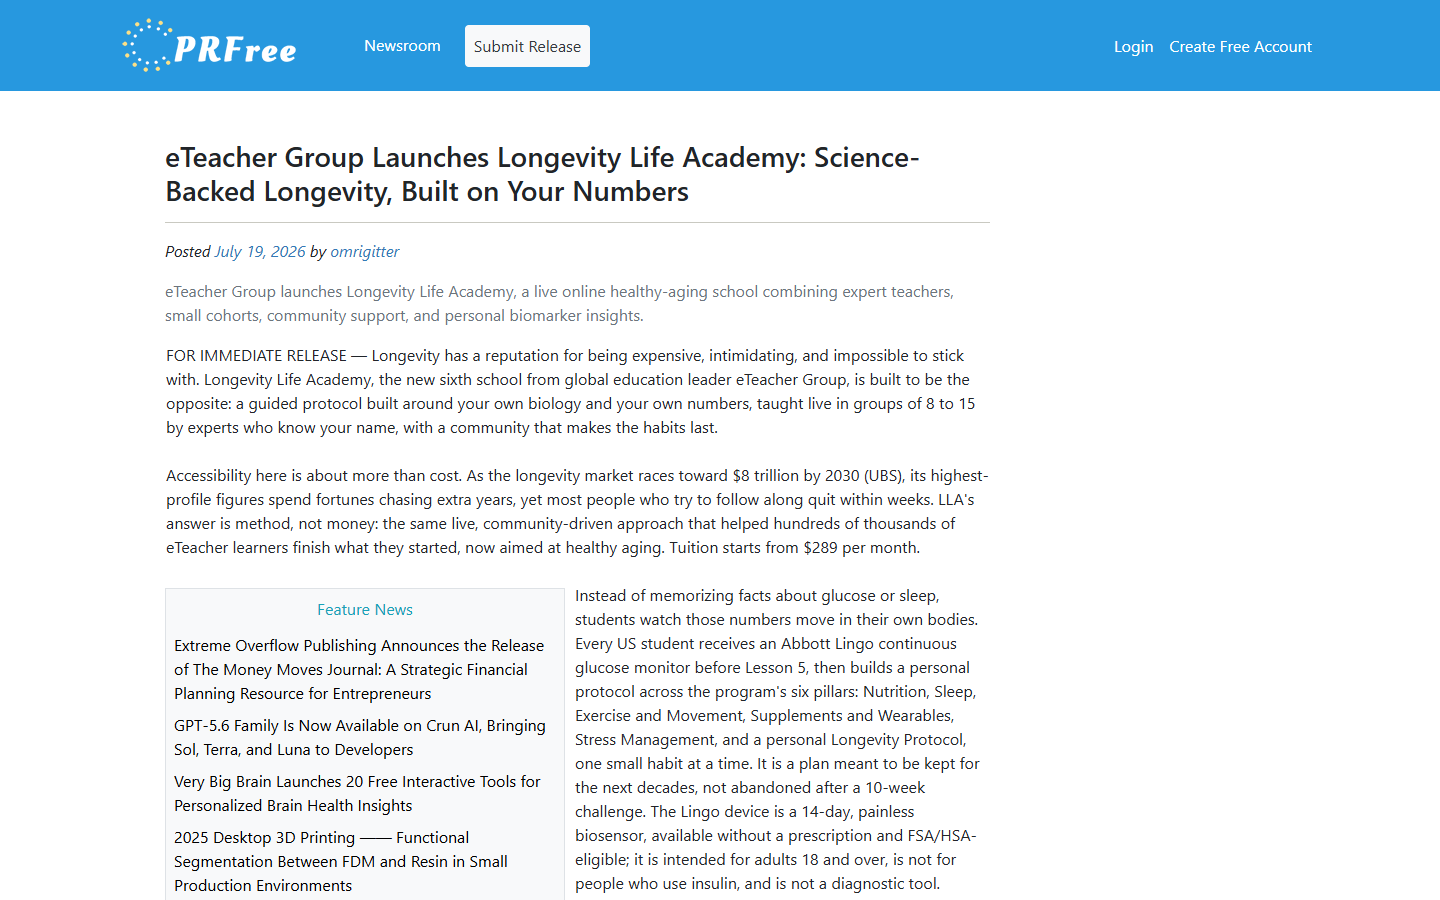 PRFree
Newsroom
Submit Release
Login
Create Free Account
eTeacher Group Launches Longevity Life Academy: Science-
Backed Longevity, Built on Your Numbers
Posted July 19, 2026 by omrigitter
eTeacher Group launches Longevity Life Academy, a live online healthy-aging school combining expert teachers,
small cohorts, community support, and personal biomarker insights.
FOR IMMEDIATE RELEASE — Longevity has a reputation for being expensive, intimidating, and impossible to stick
with. Longevity Life Academy, the new sixth school from global education leader eTeacher Group, is built to be the
opposite: a guided protocol built around your own biology and your own numbers, taught live in groups of 8 to 15
by experts who know your name, with a community that makes the habits last.
Accessibility here is about more than cost. As the longevity market races toward $8 trillion by 2030 (UBS), its highest-
profile figures spend fortunes chasing extra years, yet most people who try to follow along quit within weeks. LLA's
answer is method, not money: the same live, community-driven approach that helped hundreds of thousands of
eTeacher learners finish what they started, now aimed at healthy aging. Tuition starts from $289 per month.
Feature News
Extreme Overflow Publishing Announces the Release
of The Money Moves Journal: A Strategic Financial
Planning Resource for Entrepreneurs
GPT-5.6 Family Is Now Available on Crun AI, Bringing
Sol, Terra, and Luna to Developers
Very Big Brain Launches 20 Free Interactive Tools for
Personalized Brain Health Insights
2025 Desktop 3D Printing —— Functional
Segmentation Between FDM and Resin in Small
Production Environments
Instead of memorizing facts about glucose or sleep,
students watch those numbers move in their own bodies.
Every US student receives an Abbott Lingo continuous
glucose monitor before Lesson 5, then builds a personal
protocol across the program's six pillars: Nutrition, Sleep,
Exercise and Movement, Supplements and Wearables,
Stress Management, and a personal Longevity Protocol,
one small habit at a time. It is a plan meant to be kept for
the next decades, not abandoned after a 10-week
challenge. The Lingo device is a 14-day, painless
biosensor, available without a prescription and FSA/HSA-
eligible; it is intended for adults 18 and over, is not for
people who use insulin, and is not a diagnostic tool.